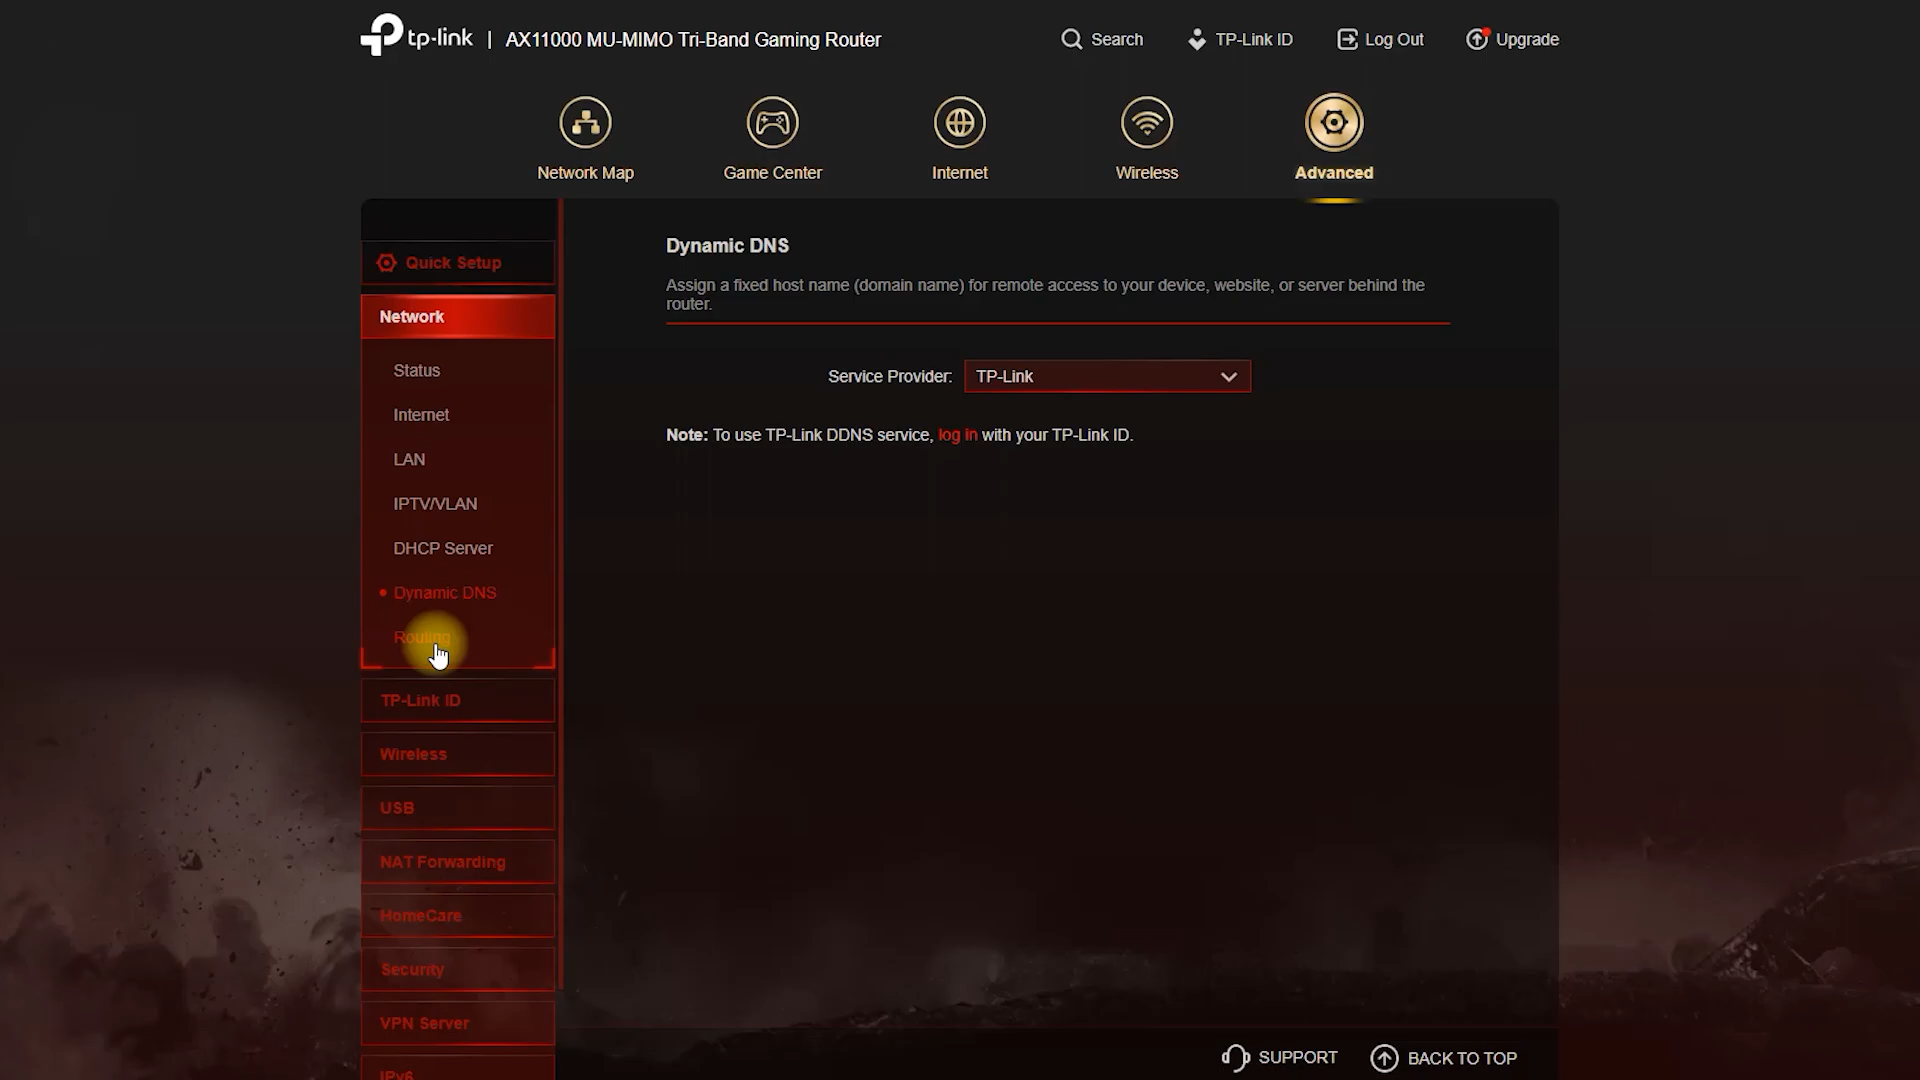 tp-link | AX11000 MU-MIMO Tri-Band Gaming Router
Search
TP-Link ID
Log Out
Upgrade
Network Map
Game Center
Internet
Wireless
Advanced
Quick Setup
Network
Status
Internet
LAN
IPTV/VLAN
DHCP Server
Dynamic DNS
Routing
TP-Link ID
Wireless
USB
NAT Forwarding
HomeCare
Security
VPN Server
IPv6
Dynamic DNS
Assign a fixed host name (domain name) for remote access to your device, website, or server behind the
router.
Service Provider: TP-Link
Note: To use TP-Link DDNS service, log in with your TP-Link ID.
SUPPORT
BACK TO TOP